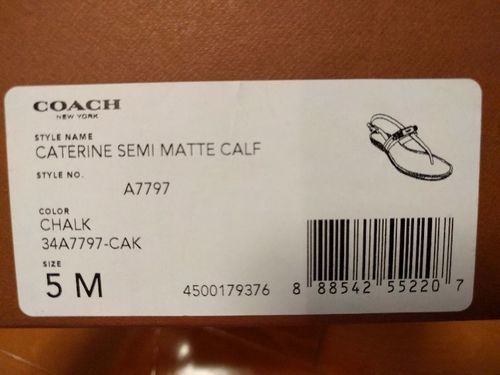 COACH
NEW YORK
STYLE NAME
CATERINE SEMI MATTE CALF
STYLE NO.
A7797
COLOR
CHALK
34A7797-CAK
SIZE
5 M
4500179376
8 88542 55220 7